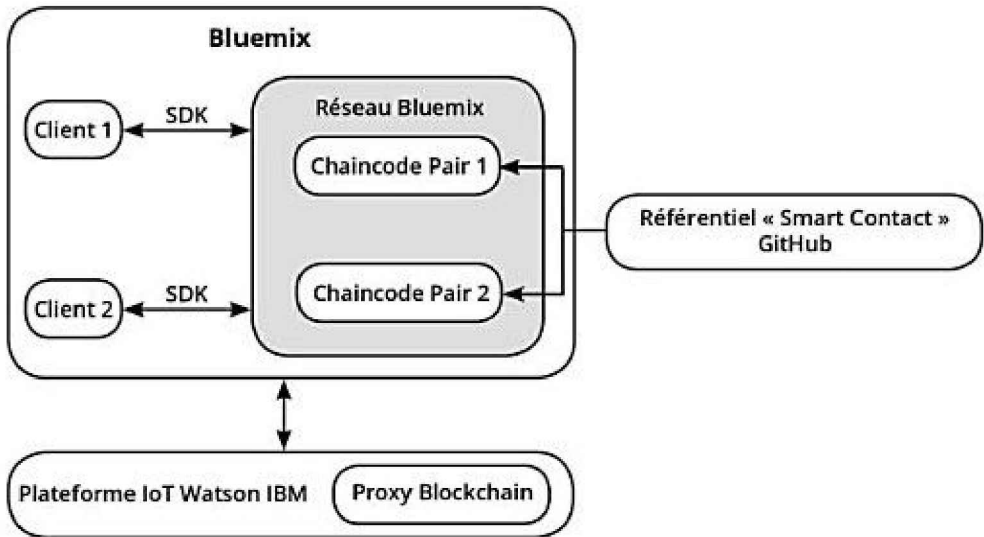 Bluemix
Réseau Bluemix
Client 1
SDK
Chaincode Pair 1
Référentiel « Smart Contact »
GitHub
Client 2
SDK
Chaincode Pair 2
Plateforme IoT Watson IBM
Proxy Blockchain